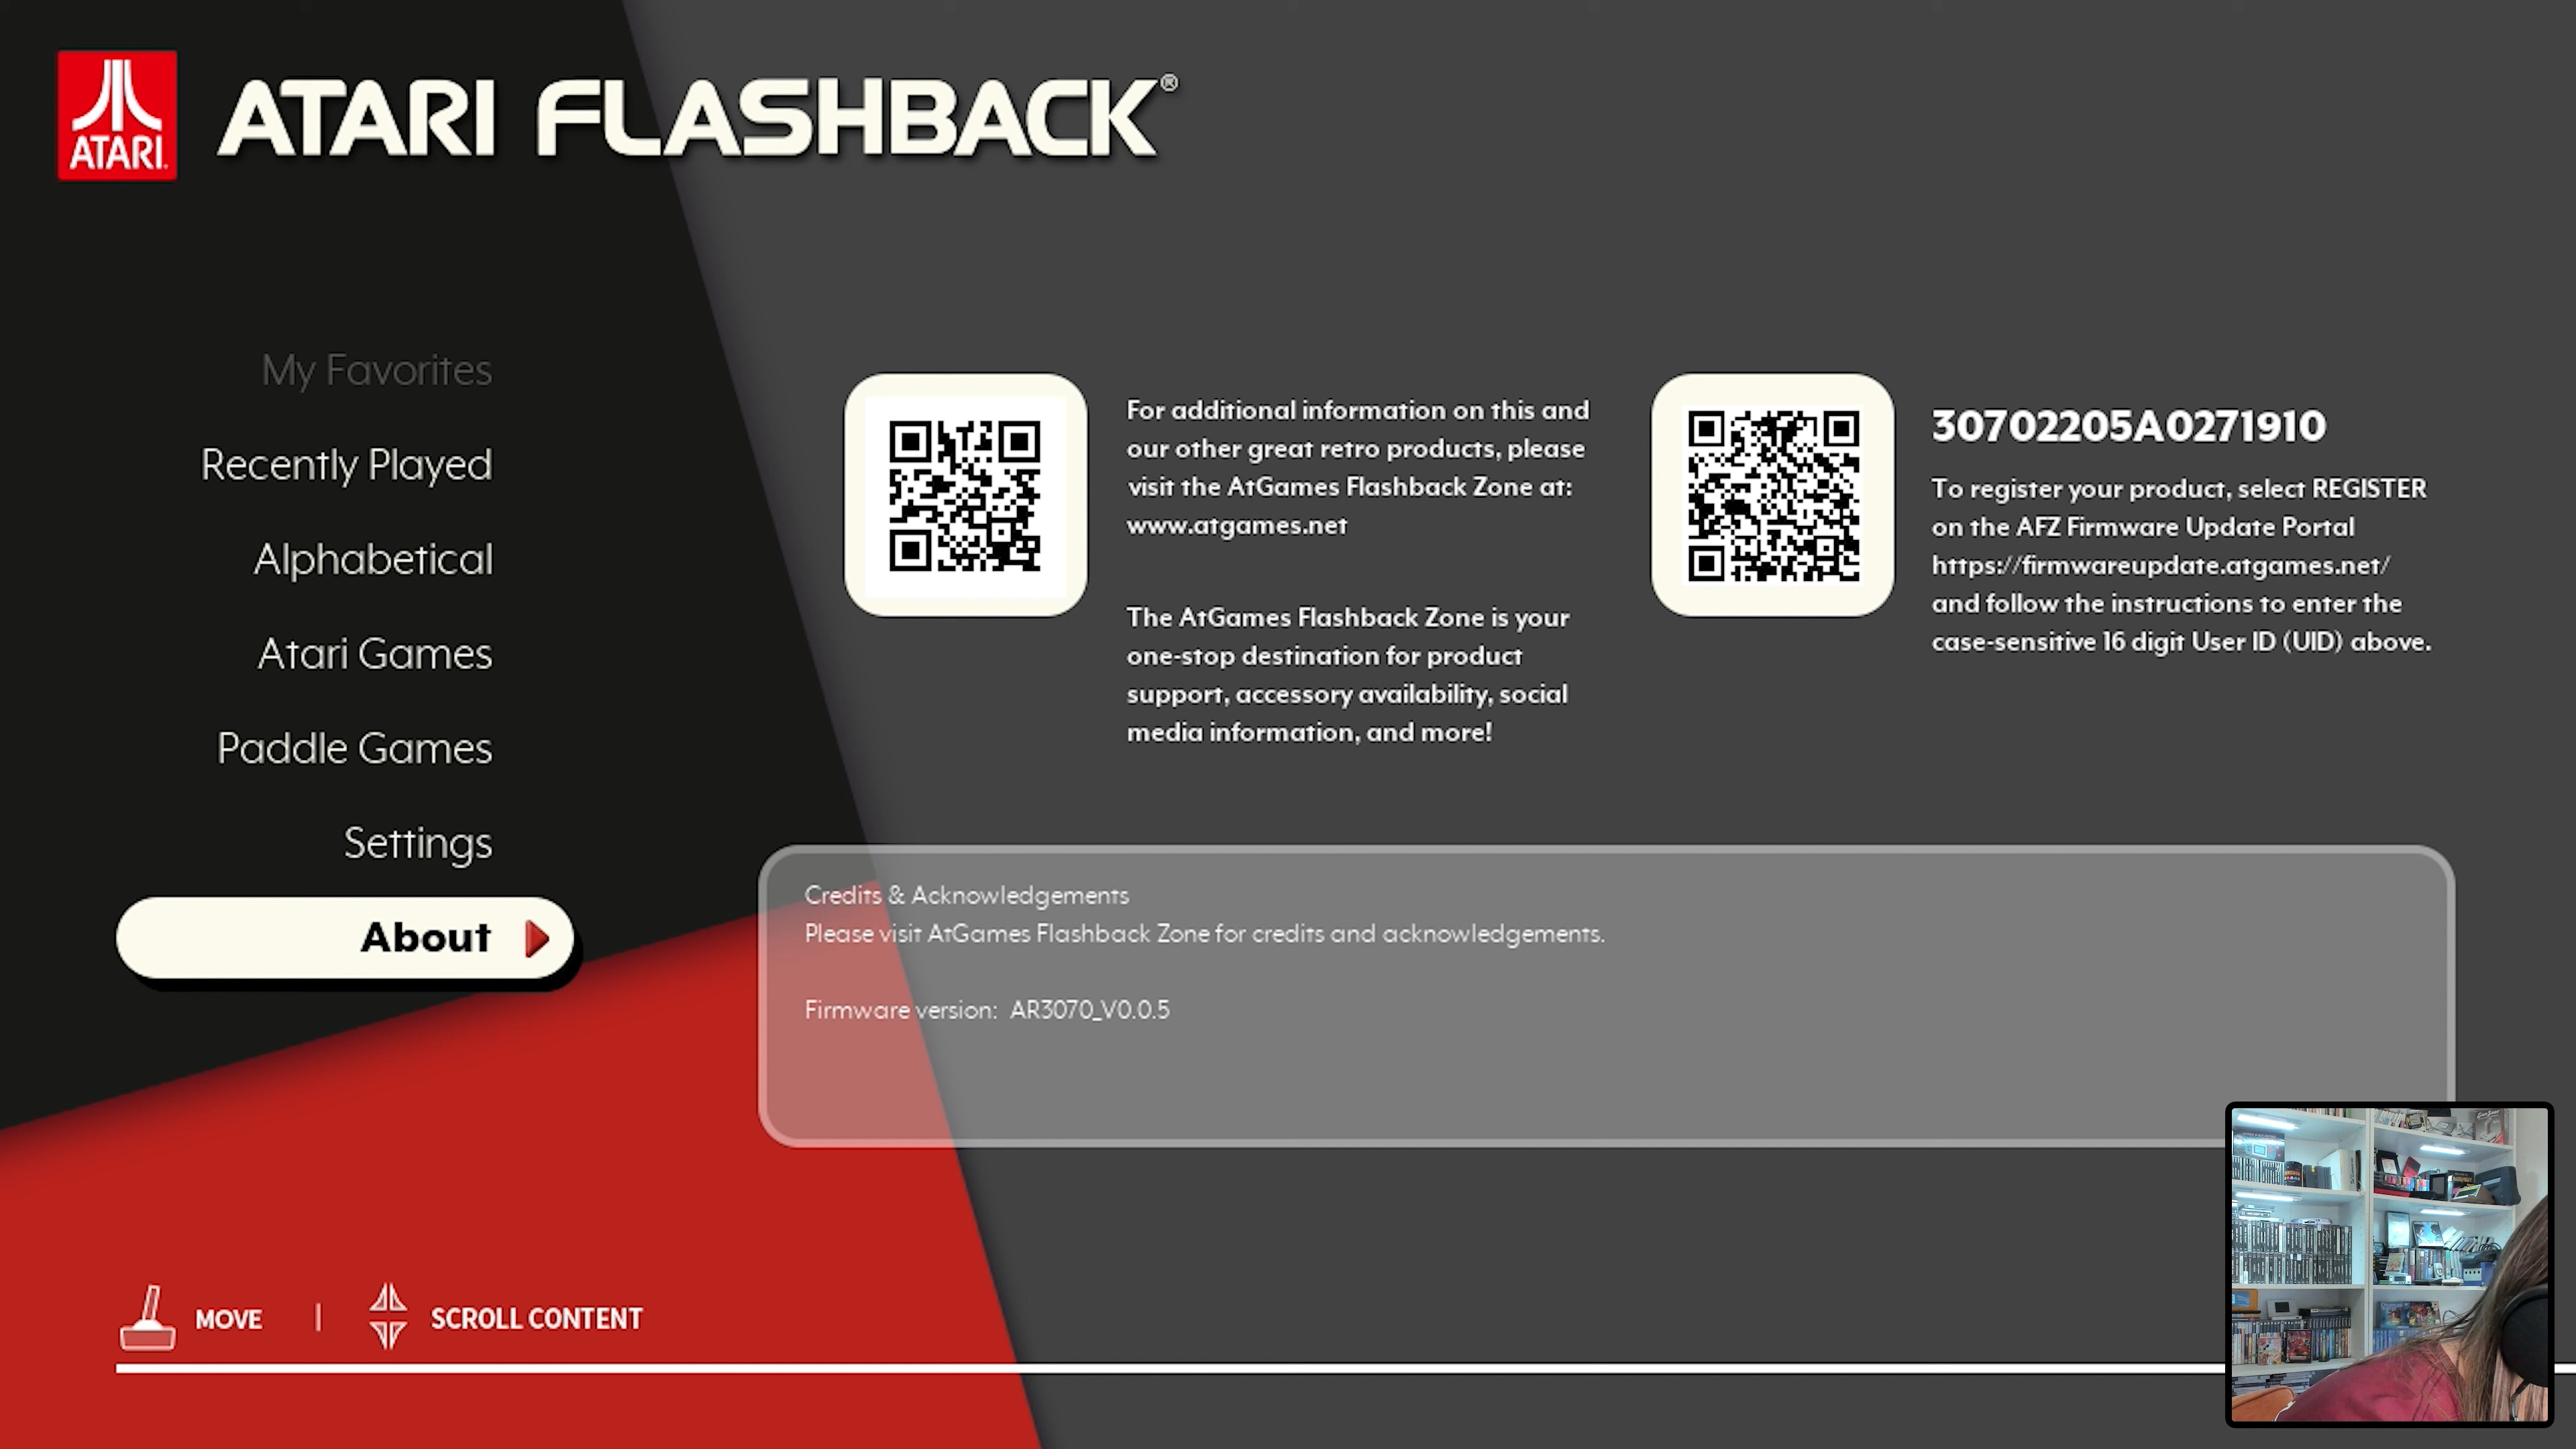 ATARI
ATARI FLASHBACK®
My Favorites
Recently Played
Alphabetical
Atari Games
Paddle Games
Settings
About
For additional information on this and
our other great retro products, please
visit the AtGames Flashback Zone at:
www.atgames.net
The AtGames Flashback Zone is your
one-stop destination for product
support, accessory availability, social
media information, and more!
30702205A0271910
To register your product, select REGISTER
on the AFZ Firmware Update Portal
https://firmwareupdate.atgames.net/
and follow the instructions to enter the
case-sensitive 16 digit User ID (UID) above.
Credits & Acknowledgements
Please visit AtGames Flashback Zone for credits and acknowledgements.
Firmware version: AR3070_V0.0.5
MOVE | SCROLL CONTENT